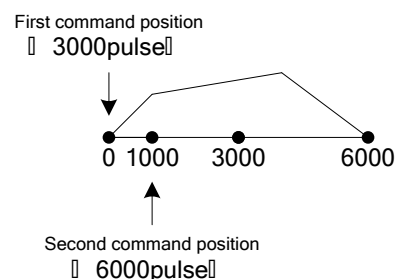 First command position
▯ 3000pulse▯
0 1000 3000 6000
Second command position
▯ 6000pulse▯